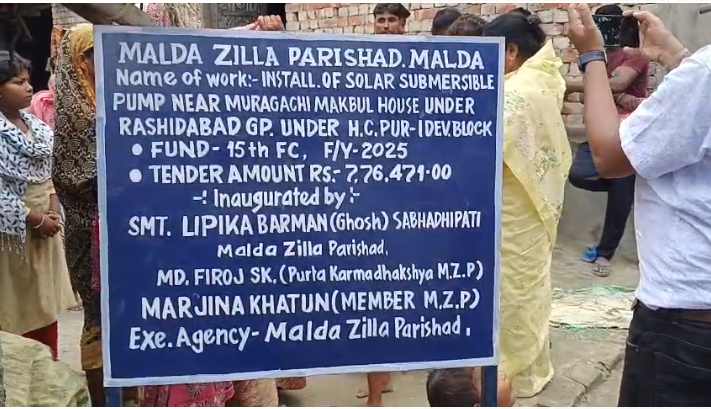 MALDA ZILLA PARISHAD. MALDA
Name of work:- INSTALL. OF SOLAR SUBMERSIBLE
PUMP NEAR MURAGACHI MAKBUL HOUSE UNDER
RASHIDABAD GP. UNDER H.C.PUR-I DEV.BLOCK
• FUND - 15th FC, F/Y-2025
• TENDER AMOUNT RS:- 7,76,471.00
-: Inaugurated by :-
SMT. LIPIKA BARMAN (Ghosh) SABHADHIPATI
Malda Zilla Parishad.
MD. FIROJ SK. (Purta Karmadhakshya M.Z.P)
MARJINA KHATUN (MEMBER M.Z.P)
Exe. Agency- Malda Zilla Parishad.